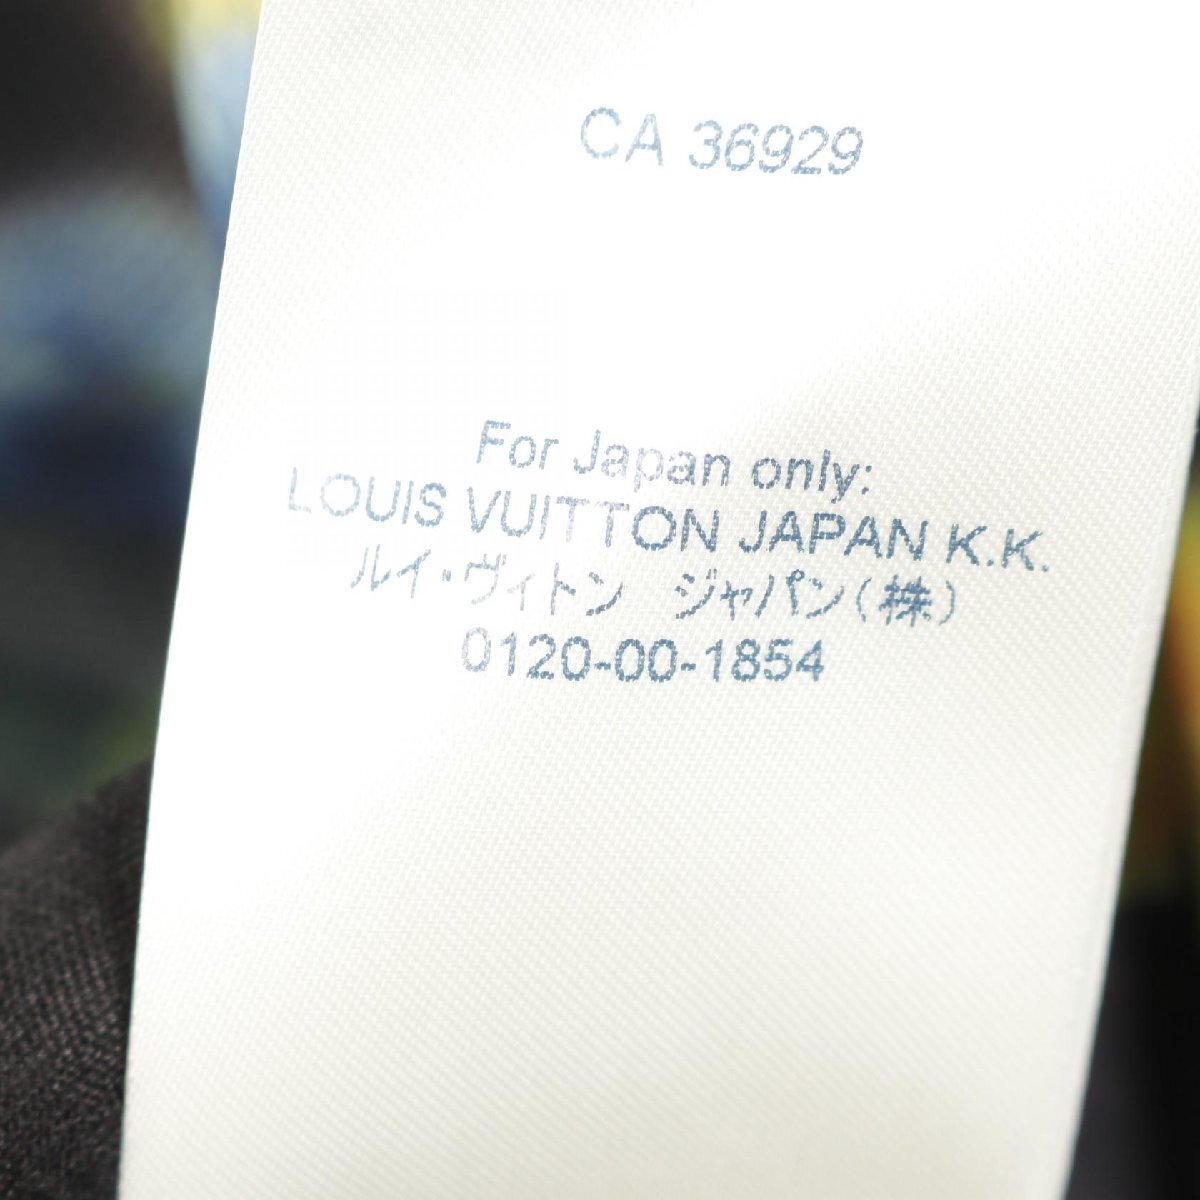 CA 36929
For Japan only:
LOUIS VUITTON JAPAN K.K.
ルイ・ヴィトン　ジャパン(株)
0120-00-1854